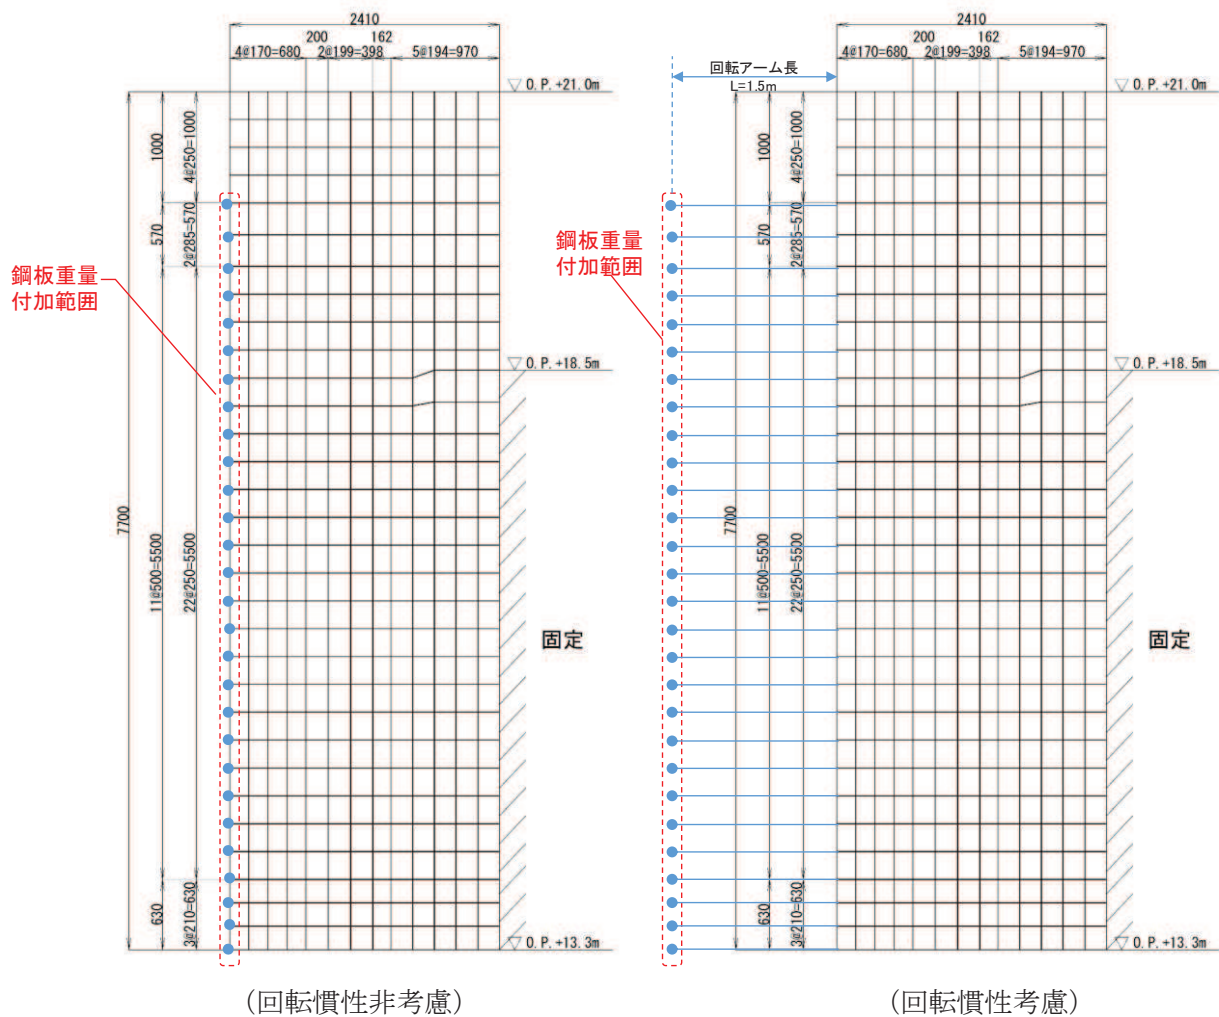 2410
200
162
4@170=680
2@199=398
5@194=970
O.P.+21.0m
1000
4@250=1000
570
2@285=570
鋼板重量
付加範囲
O.P.+18.5m
7700
11@500=5500
22@250=5500
固定
630
3@210=630
O.P.+13.3m
(回転慣性非考慮)
2410
200
162
4@170=680
2@199=398
5@194=970
回転アーム長
L=1.5m
O.P.+21.0m
1000
4@250=1000
570
2@285=570
鋼板重量
付加範囲
O.P.+18.5m
7700
11@500=5500
22@250=5500
固定
630
3@210=630
O.P.+13.3m
(回転慣性考慮)